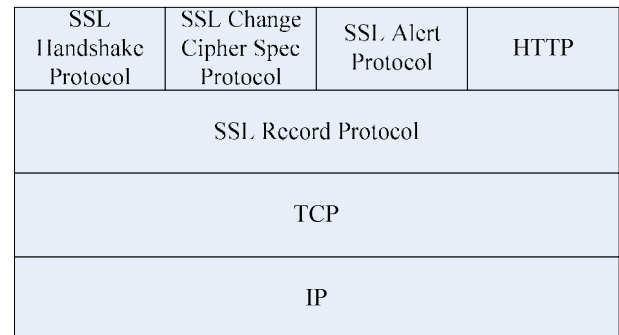 SSL
Handshake
Protocol
SSL Change
Cipher Spec
Protocol
SSL Alert
Protocol
HTTP
SSL Record Protocol
TCP
IP